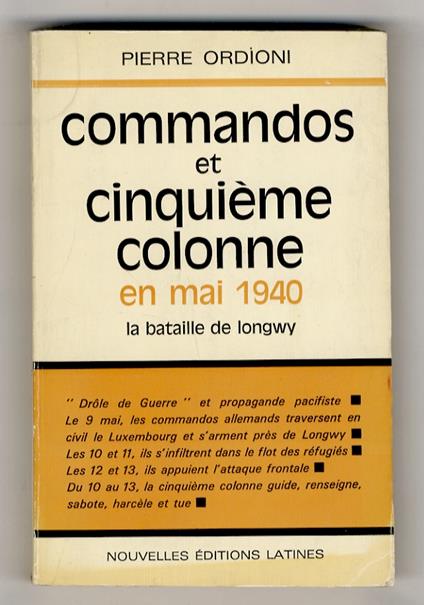 PIERRE ORDIONI
commandos
et
cinquième
colonne
en mai 1940
la bataille de longwy
"Drôle de Guerre" et propagande pacifiste ■
Le 9 mai, les commandos allemands traversent en
civil le Luxembourg et s'arment près de Longwy ■
Les 10 et 11, ils s'infiltrent dans le flot des réfugiés ■
Les 12 et 13, ils appuient l'attaque frontale ■
Du 10 au 13, la cinquième colonne guide, renseigne,
sabote, harcèle et tue ■
NOUVELLES ÉDITIONS LATINES